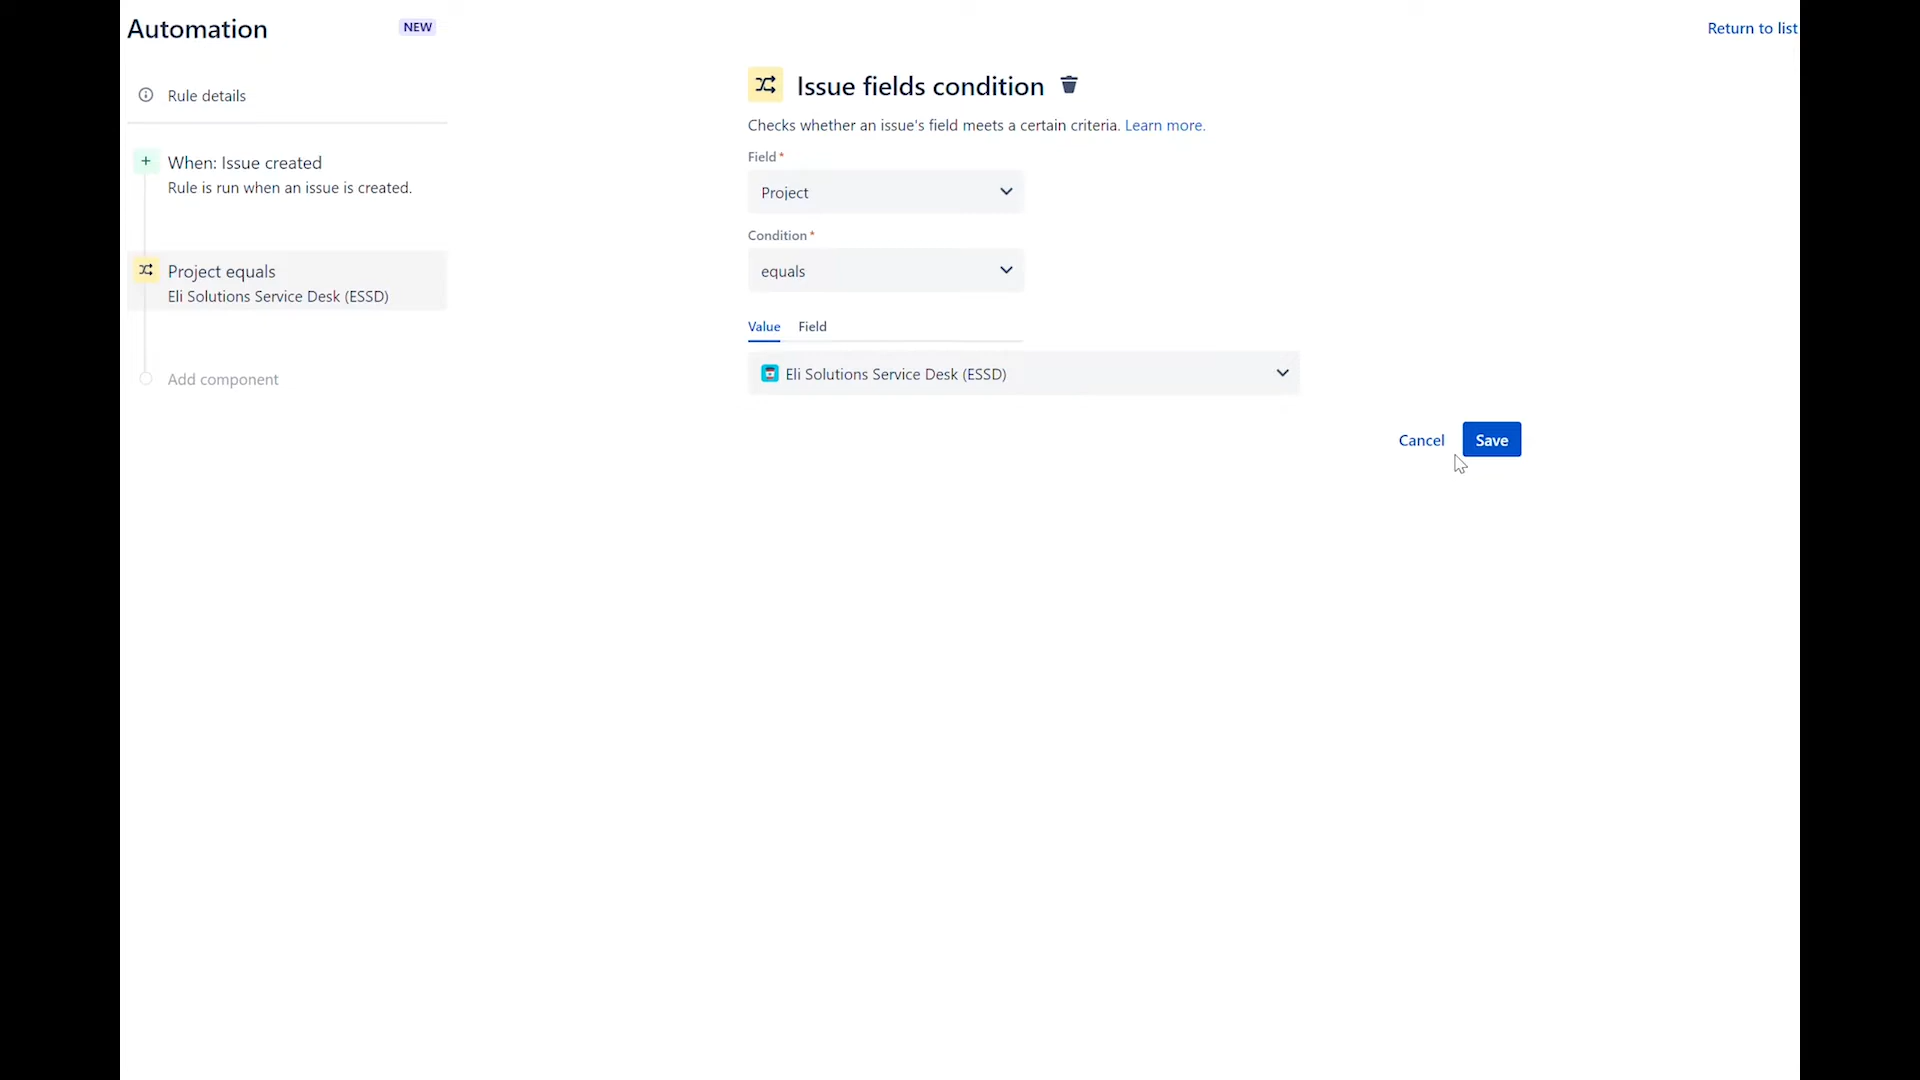 Automation
NEW
Return to list
Rule details
When: Issue created
Rule is run when an issue is created.
Project equals
Eli Solutions Service Desk (ESSD)
Add component
Issue fields condition
Checks whether an issue's field meets a certain criteria. Learn more.
Field *
Project
Condition *
equals
Value Field
Eli Solutions Service Desk (ESSD)
Cancel Save